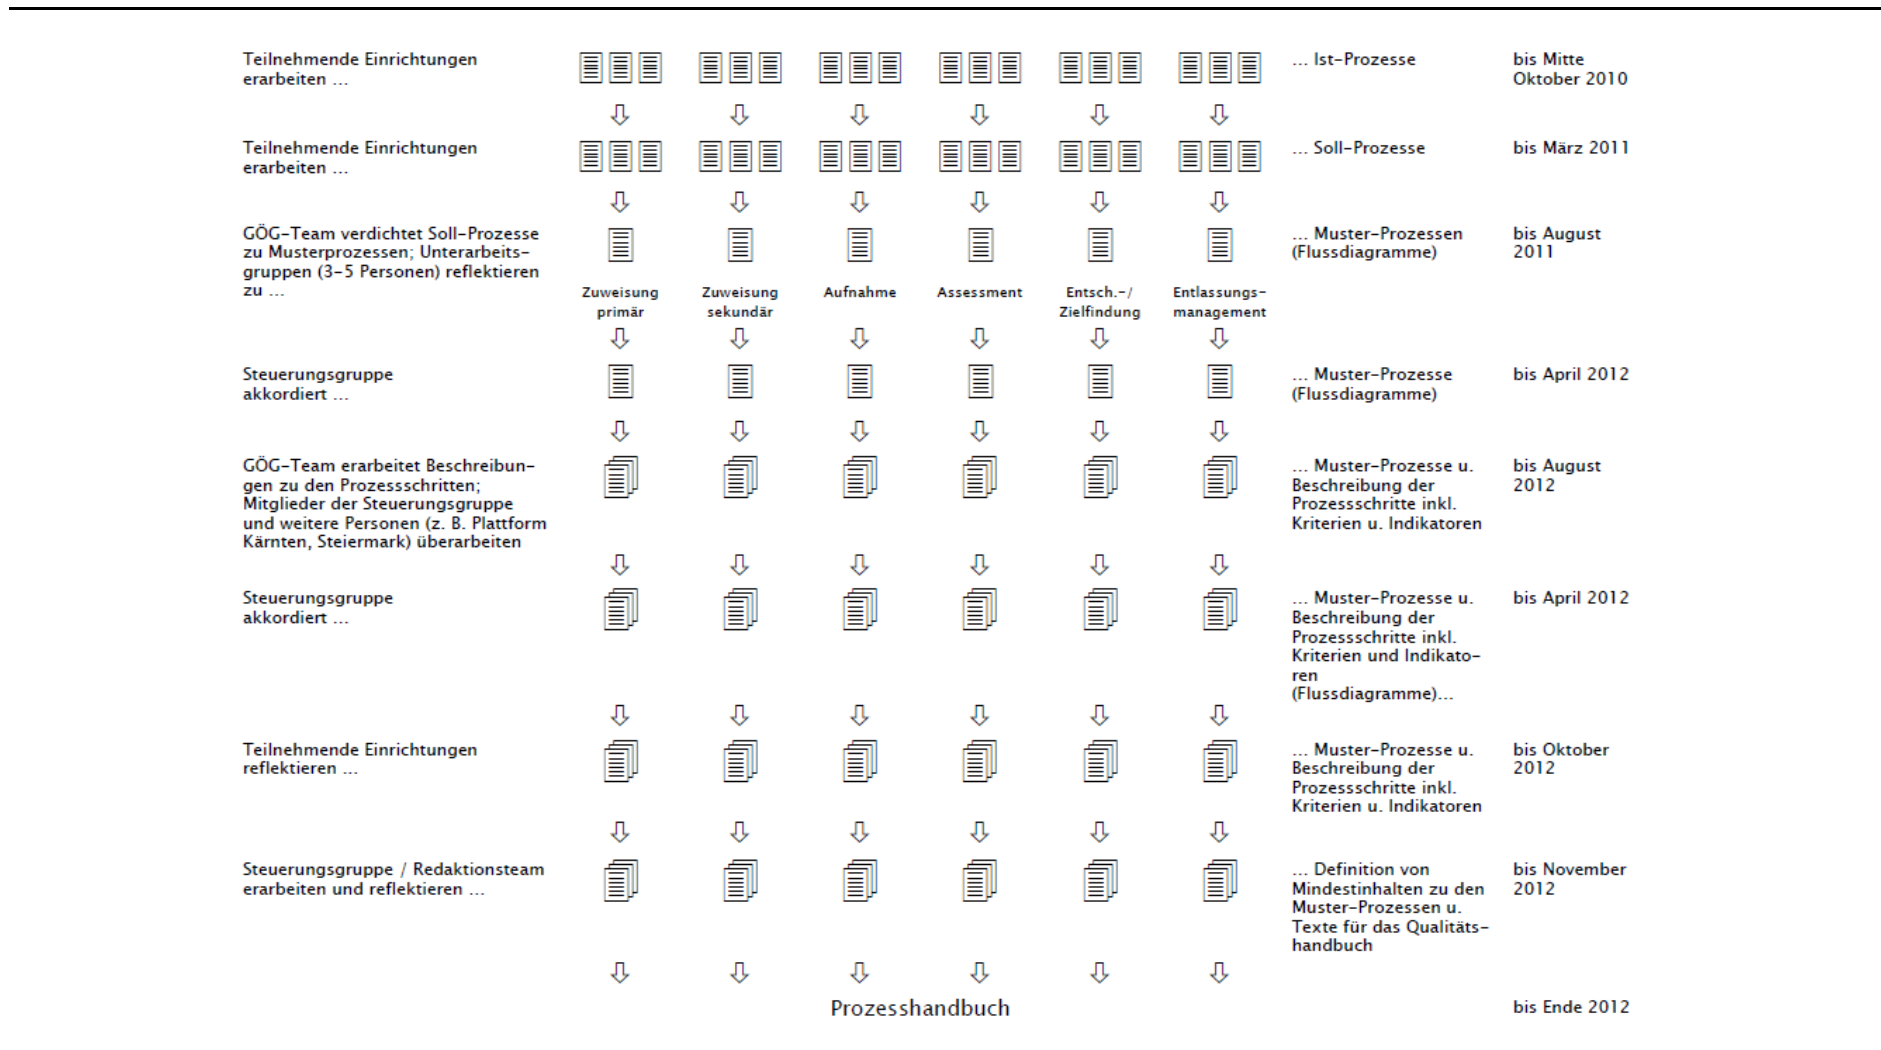 Teilnehmende Einrichtungen
erarbeiten ...
... Ist-Prozesse
bis Mitte
Oktober 2010
Teilnehmende Einrichtungen
erarbeiten ...
... Soll-Prozesse
bis März 2011
GÖG-Team verdichtet Soll-Prozesse
zu Musterprozessen; Unterarbeits-
gruppen (3-5 Personen) reflektieren
zu ...
... Muster-Prozessen
(Flussdiagramme)
bis August
2011
Zuweisung
primär
Zuweisung
sekundär
Aufnahme
Assessment
Entsch.-/
Zielfindung
Entlassungs-
management
Steuerungsgruppe
akkordiert ...
... Muster-Prozesse
(Flussdiagramme)
bis April 2012
GÖG-Team erarbeitet Beschreibun-
gen zu den Prozessschritten;
Mitglieder der Steuerungsgruppe
und weitere Personen (z. B. Plattform
Kärnten, Steiermark) überarbeiten
... Muster-Prozesse u.
Beschreibung der
Prozessschritte inkl.
Kriterien u. Indikatoren
bis August
2012
Steuerungsgruppe
akkordiert ...
... Muster-Prozesse u.
Beschreibung der
Prozessschritte inkl.
Kriterien und Indikato-
ren
(Flussdiagramme)...
bis April 2012
Teilnehmende Einrichtungen
reflektieren ...
... Muster-Prozesse u.
Beschreibung der
Prozessschritte inkl.
Kriterien u. Indikatoren
bis Oktober
2012
Steuerungsgruppe / Redaktionsteam
erarbeiten und reflektieren ...
... Definition von
Mindestinhalten zu den
Muster-Prozessen u.
Texte für das Qualitäts-
handbuch
bis November
2012
Prozesshandbuch
bis Ende 2012